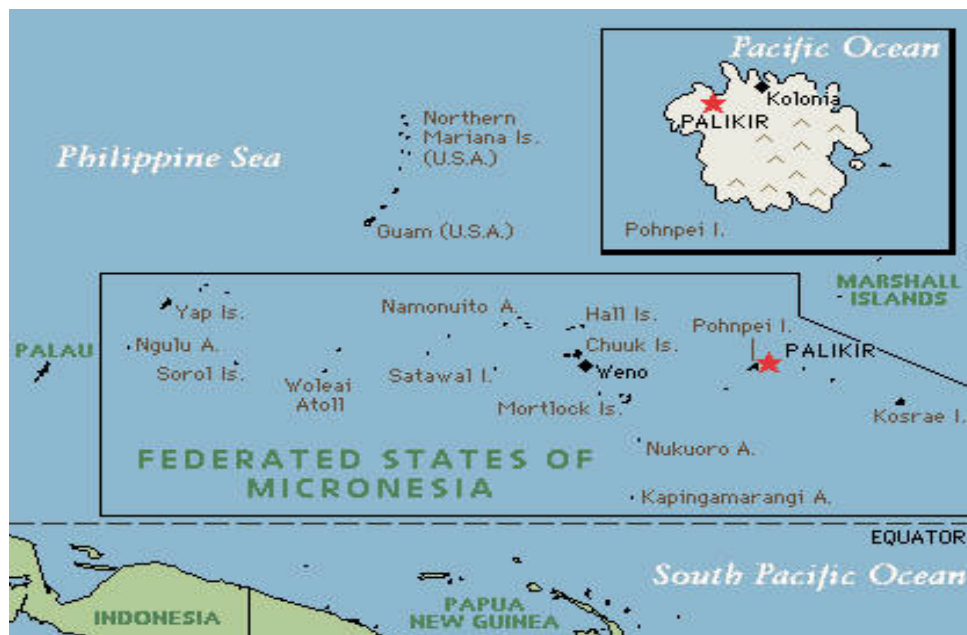 Pacific Ocean
Kolonia
PALIKIR
Pohnpei I.
Northern
Mariana Is.
(U.S.A.)
Philippine Sea
Guam (U.S.A.)
MARSHALL
ISLANDS
Yap Is.
Namonuito A.
Hall Is.
Pohnpei I.
PALAU
Ngulu A.
Chuuk Is.
PALIKIR
Sorol Is.
Woleai
Atoll
Satawal I.
Weno
Mortlock Is.
Kosrae I.
FEDERATED STATES OF
MICRONESIA
Nukuoro A.
Kapingamarangi A.
EQUATOR
South Pacific Ocean
INDONESIA
PAPUA
NEW GUINEA